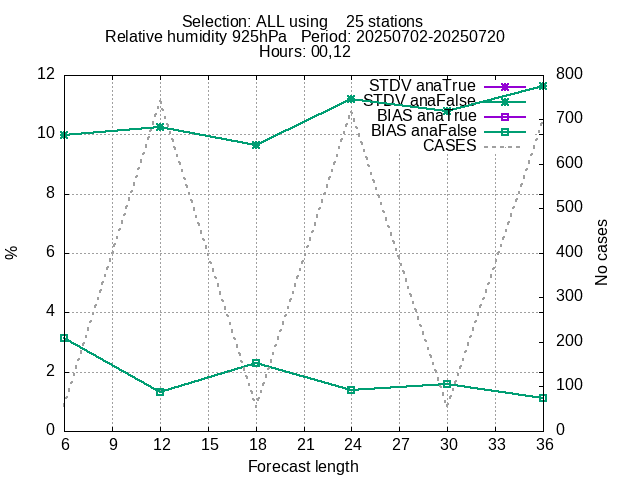 Selection: ALL using 25 stations
Relative humidity 925hPa Period: 20250702-20250720
Hours: 00,12
STDV anaTrue
STDV anaFalse
BIAS anaTrue
BIAS anaFalse
CASES
12
10
8
6
4
2
0
%
800
700
600
500
400
300
200
100
0
No cases
6 9 12 15 18 21 24 27 30 33 36
Forecast length